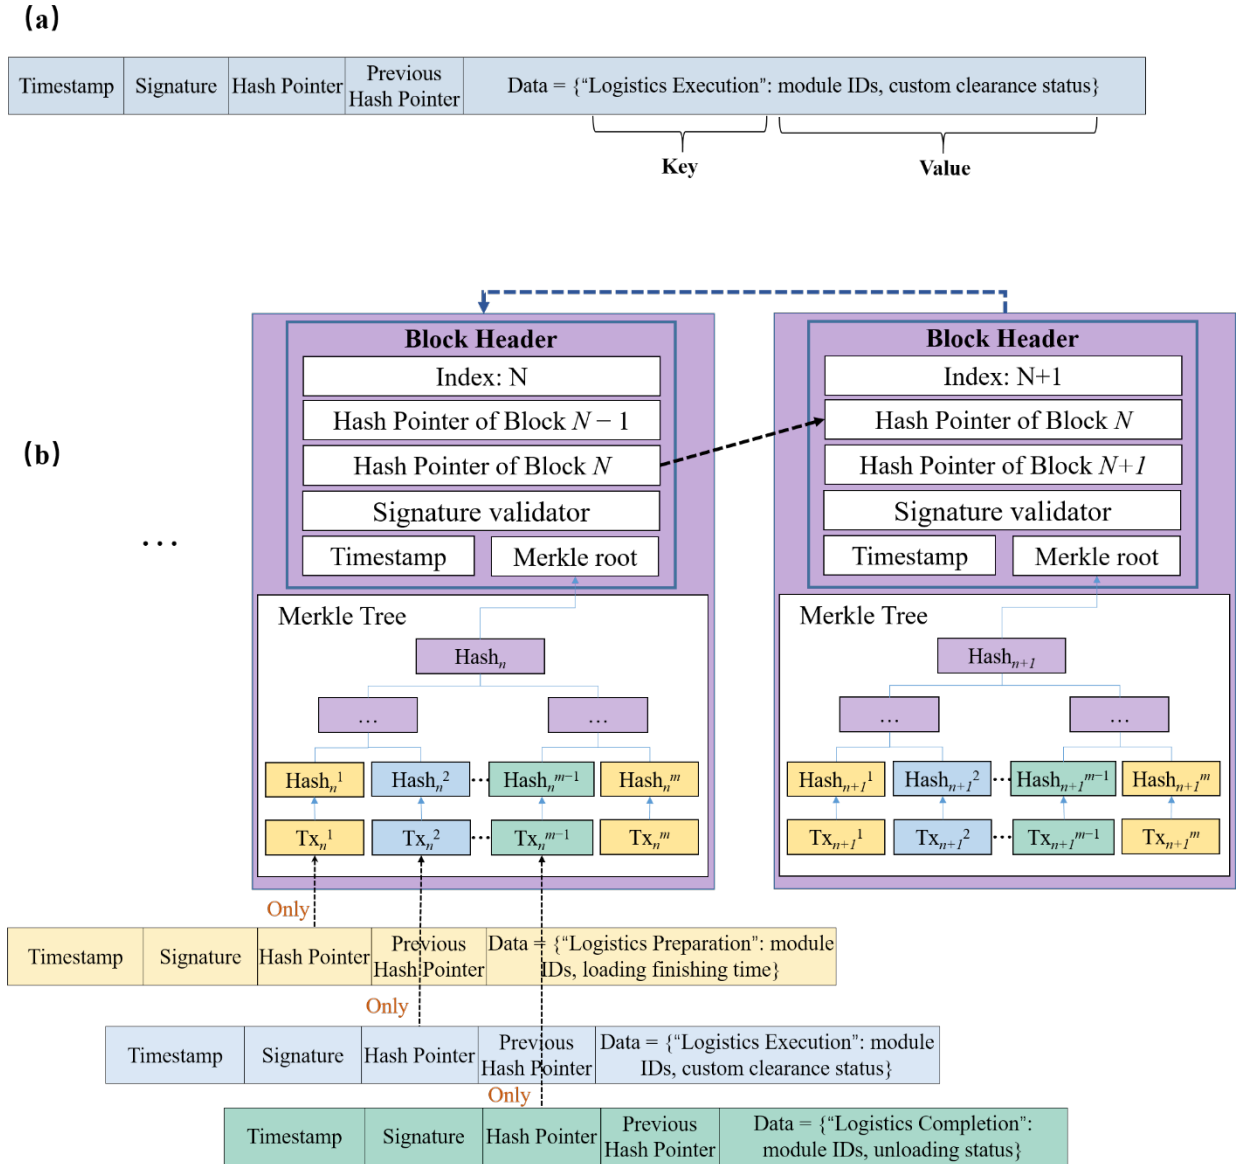 (a)
Timestamp
Signature
Hash Pointer
Previous
Hash Pointer
Data = {“Logistics Execution”: module IDs, custom clearance status}
Key
Value
(b)
...
Block Header
Index: N
Hash Pointer of Block N − 1
Hash Pointer of Block N
Signature validator
Timestamp
Merkle root
Merkle Tree
Hashₙ
...
...
Hashₙ¹
Hashₙ²
...
Hashₙᵐ⁻¹
Hashₙᵐ
Txₙ¹
Txₙ²
...
Txₙᵐ⁻¹
Txₙᵐ
Block Header
Index: N+1
Hash Pointer of Block N
Hash Pointer of Block N+1
Signature validator
Timestamp
Merkle root
Merkle Tree
Hashₙ₊₁
...
...
Hashₙ₊₁¹
Hashₙ₊₁²
...
Hashₙ₊₁ᵐ⁻¹
Hashₙ₊₁ᵐ
Txₙ₊₁¹
Txₙ₊₁²
...
Txₙ₊₁ᵐ⁻¹
Txₙ₊₁ᵐ
Only
Timestamp
Signature
Hash Pointer
Previous
Hash Pointer
Data = {“Logistics Preparation”: module
IDs, loading finishing time}
Only
Timestamp
Signature
Hash Pointer
Previous
Hash Pointer
Data = {“Logistics Execution”: module
IDs, custom clearance status}
Only
Timestamp
Signature
Hash Pointer
Previous
Hash Pointer
Data = {“Logistics Completion”:
module IDs, unloading status}